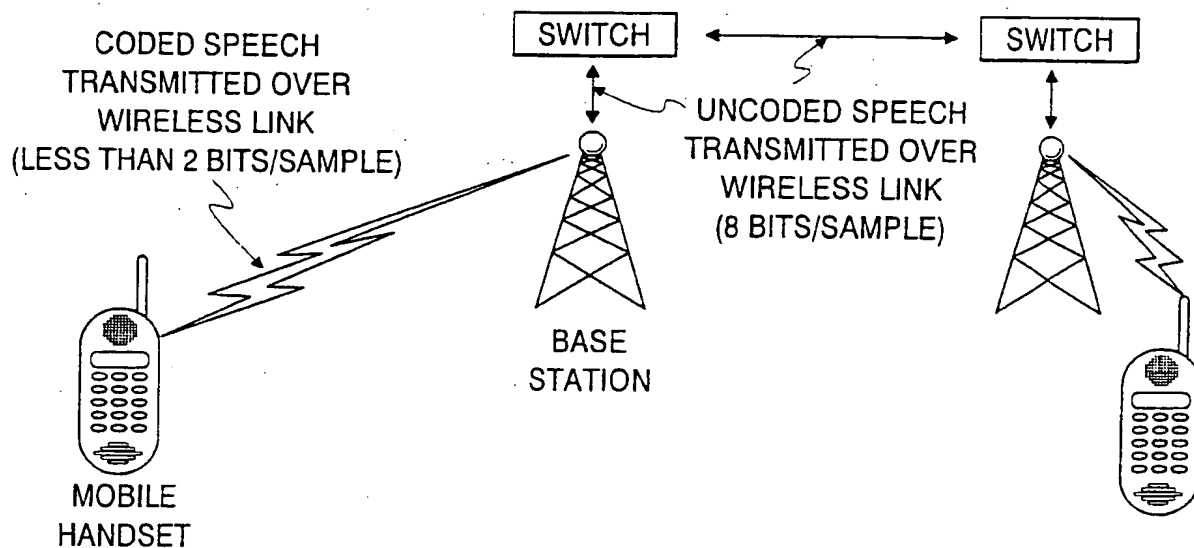 CODED SPEECH
TRANSMITTED OVER
WIRELESS LINK
(LESS THAN 2 BITS/SAMPLE)
SWITCH
SWITCH
UNCODED SPEECH
TRANSMITTED OVER
WIRELESS LINK
(8 BITS/SAMPLE)
BASE
STATION
MOBILE
HANDSET